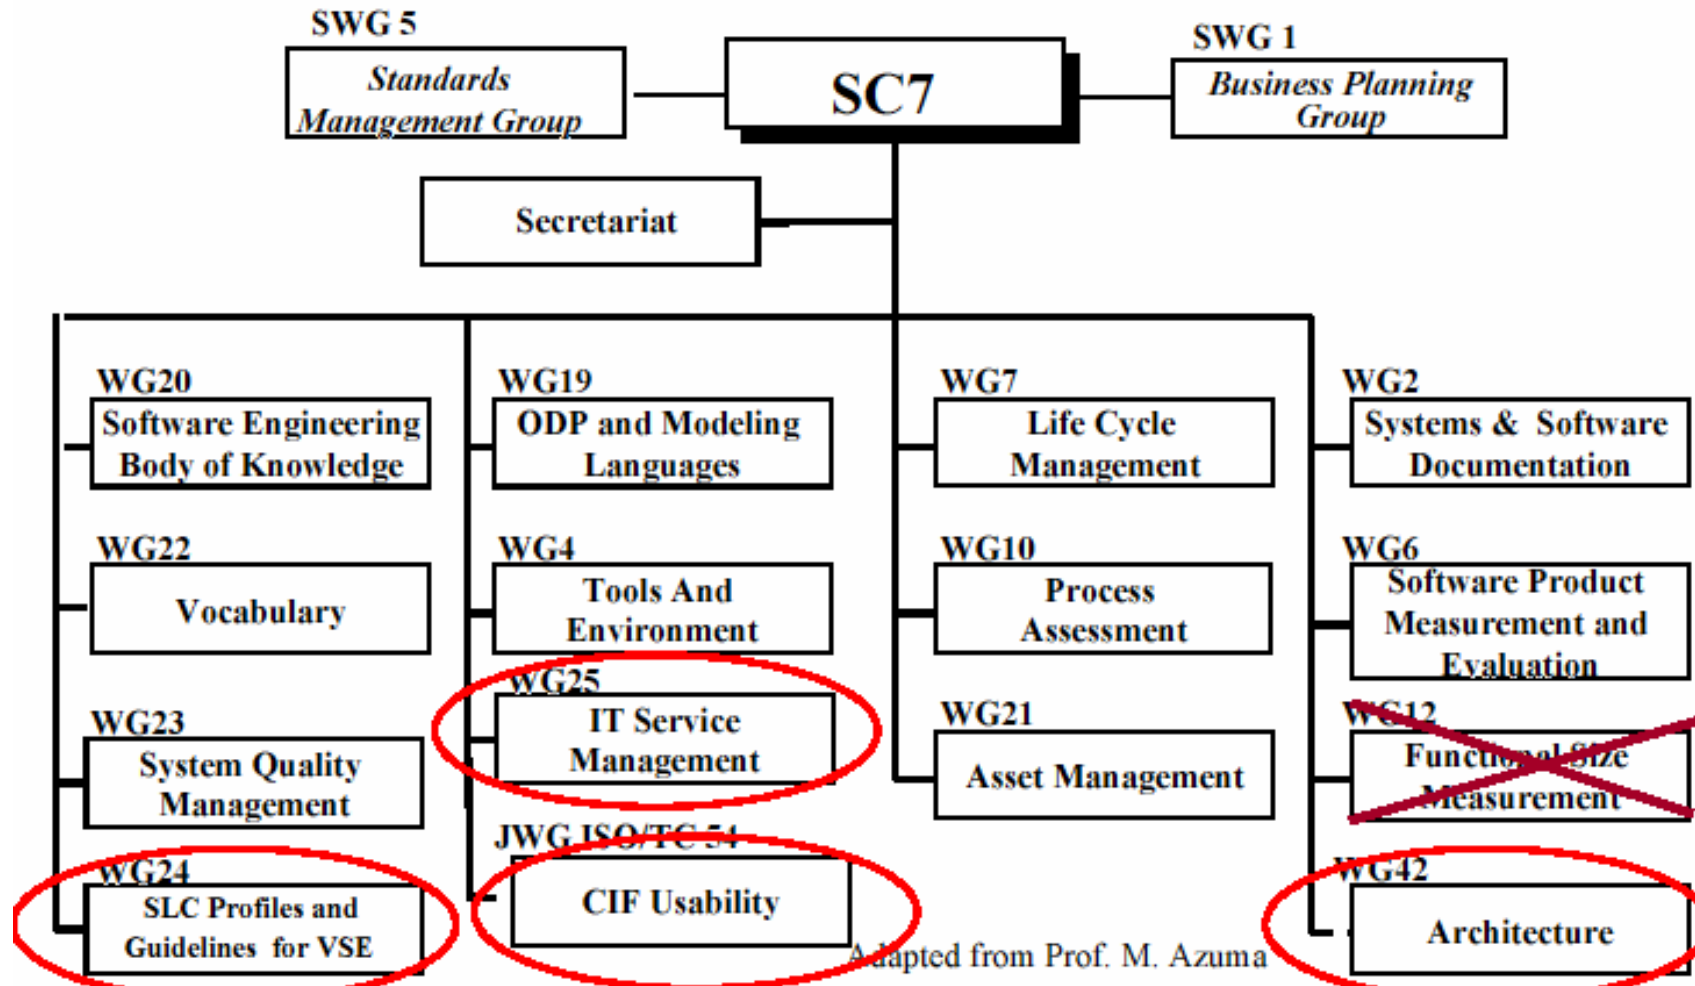 SWG 5
Standards
Management Group
SC7
SWG 1
Business Planning
Group
Secretariat
WG20
Software Engineering
Body of Knowledge
WG19
ODP and Modeling
Languages
WG7
Life Cycle
Management
WG2
Systems & Software
Documentation
WG22
Vocabulary
WG4
Tools And
Environment
WG10
Process
Assessment
WG6
Software Product
Measurement and
Evaluation
WG23
System Quality
Management
WG25
IT Service
Management
WG21
Asset Management
WG12
Functional Size
Measurement
WG24
SLC Profiles and
Guidelines for VSE
JWG ISO/TC 54
CIF Usability
WG42
Architecture
Adapted from Prof. M. Azuma